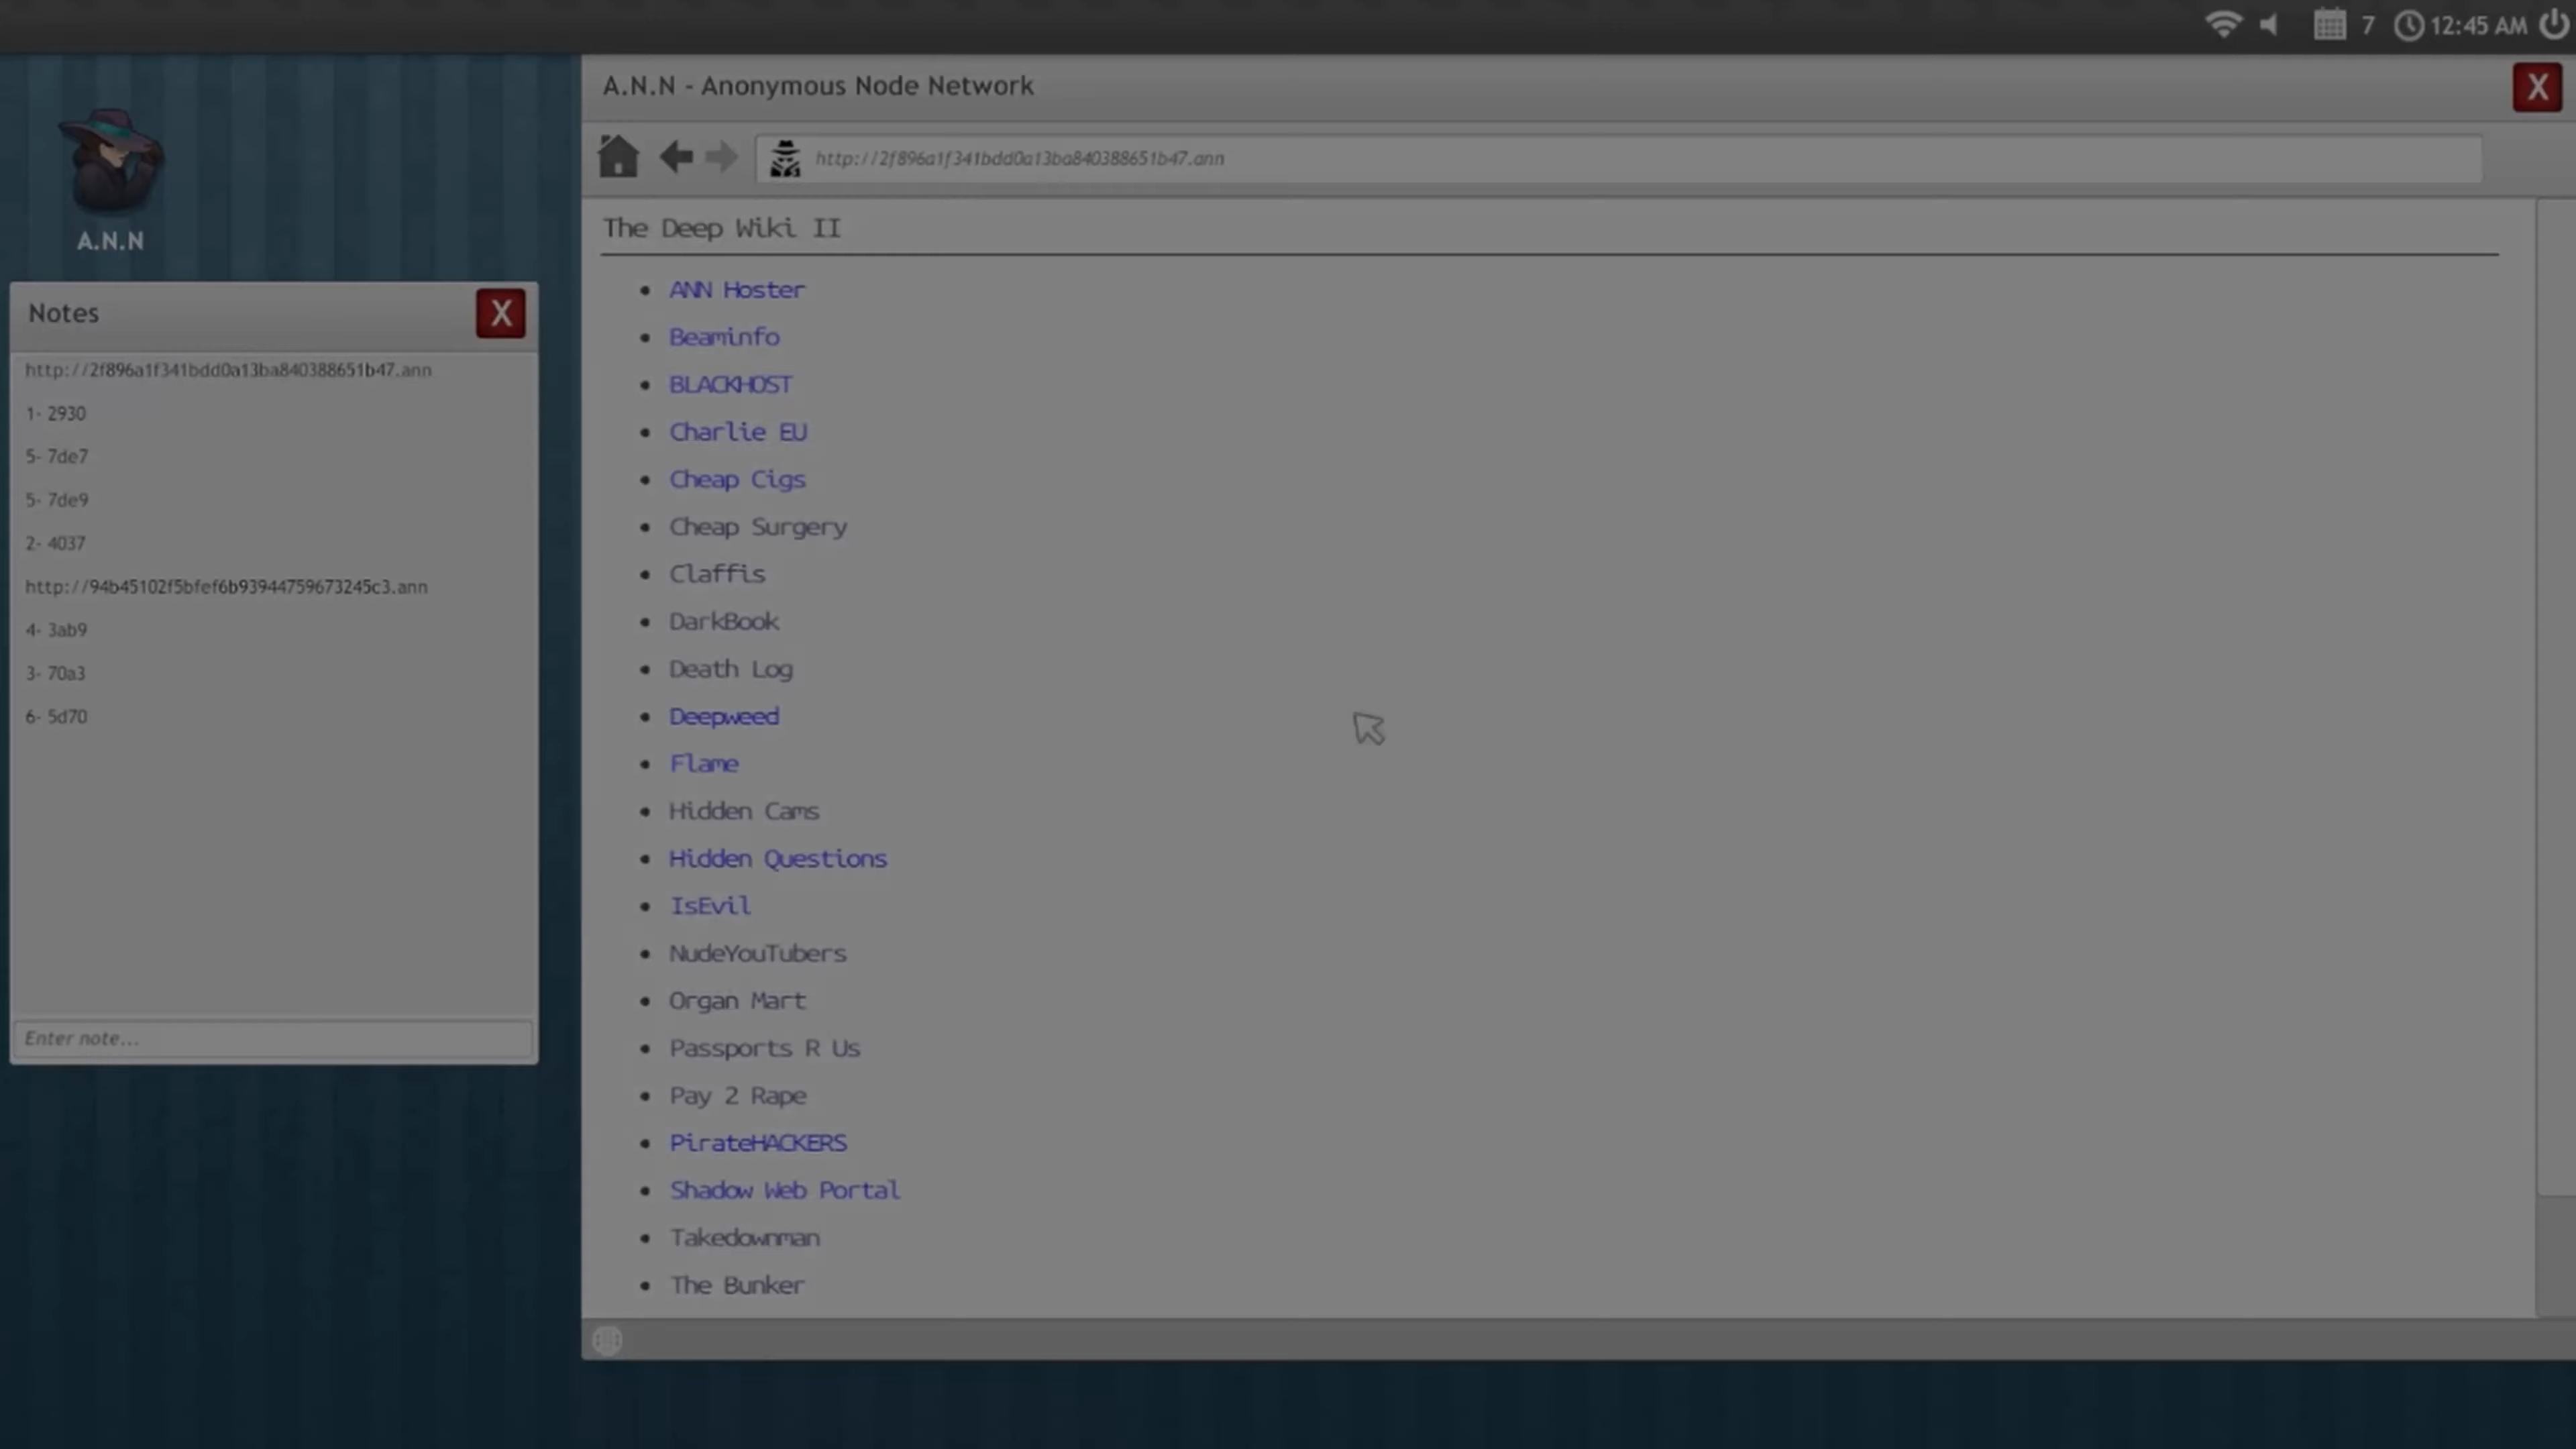 7 12:45 AM
A.N.N
Notes
X
http://2f896a1f341bdd0a13ba840388651b47.ann
1- 2930
5- 7de7
5- 7de9
2- 4037
http://94b45102f5bfef6b93944759673245c3.ann
4- 3ab9
3- 70a3
6- 5d70
Enter note...
A.N.N - Anonymous Node Network
X
http://2f896a1f341bdd0a13ba840388651b47.ann
The Deep Wiki II
ANN Hoster
Beaminfo
BLACKHOST
Charlie EU
Cheap Cigs
Cheap Surgery
Claffis
DarkBook
Death Log
Deepweed
Flame
Hidden Cams
Hidden Questions
IsEvil
NudeYouTubers
Organ Mart
Passports R Us
Pay 2 Rape
PirateHACKERS
Shadow Web Portal
Takedownman
The Bunker